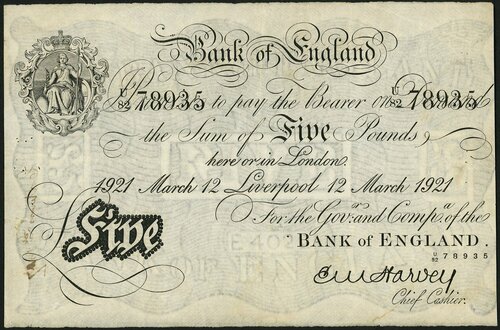 Bank of England
U/82 78935 to pay the Bearer on U/82 78935
the Sum of Five Pounds
here or in London.
1921 March 12 Liverpool 12 March 1921
For the Gov.r and Comp.a of the
BANK of ENGLAND.
U/82 78935
Five
E.M. Harvey
Chief Cashier.